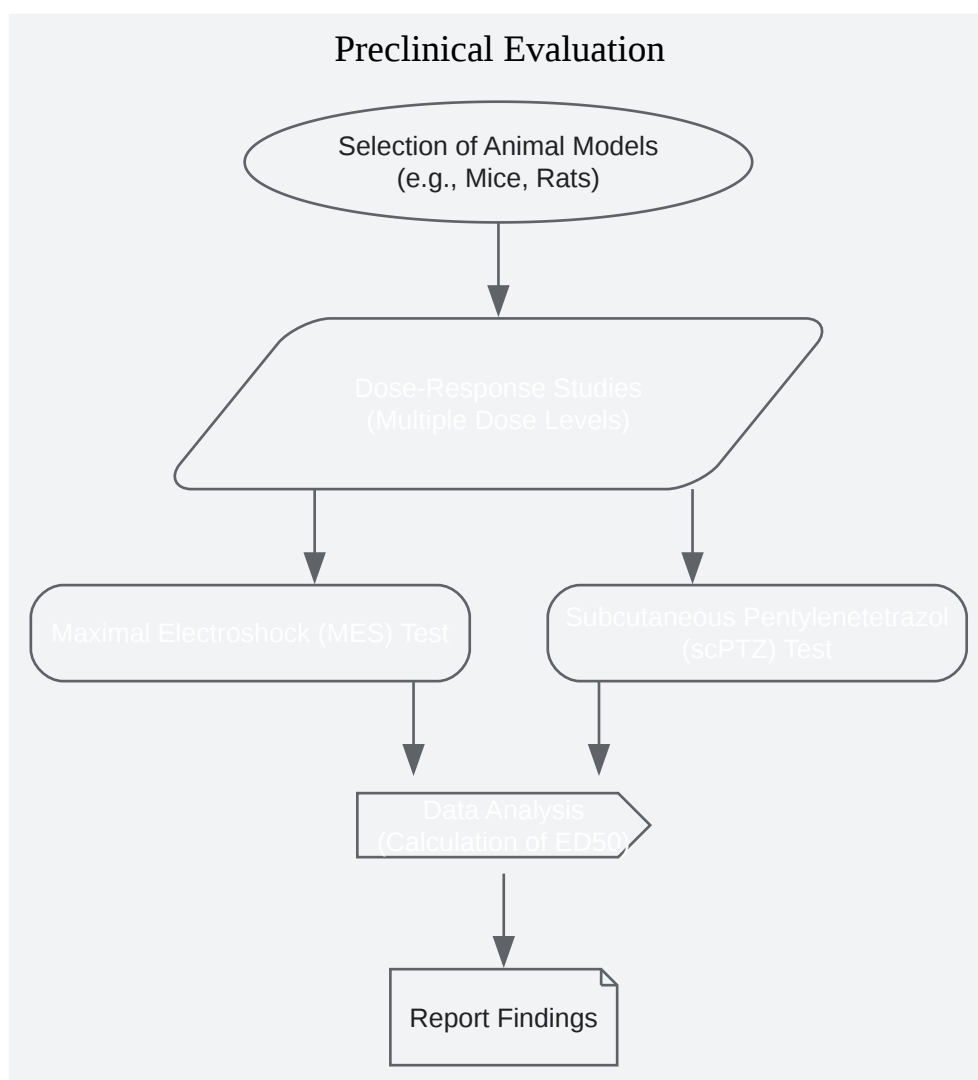 Preclinical Evaluation
Selection of Animal Models
(e.g., Mice, Rats)
Dose-Response Studies
(Multiple Dose Levels)
Maximal Electroshock (MES) Test
Subcutaneous Pentylenetetrazol
(scPTZ) Test
Data Analysis
(Calculation of ED50)
Report Findings